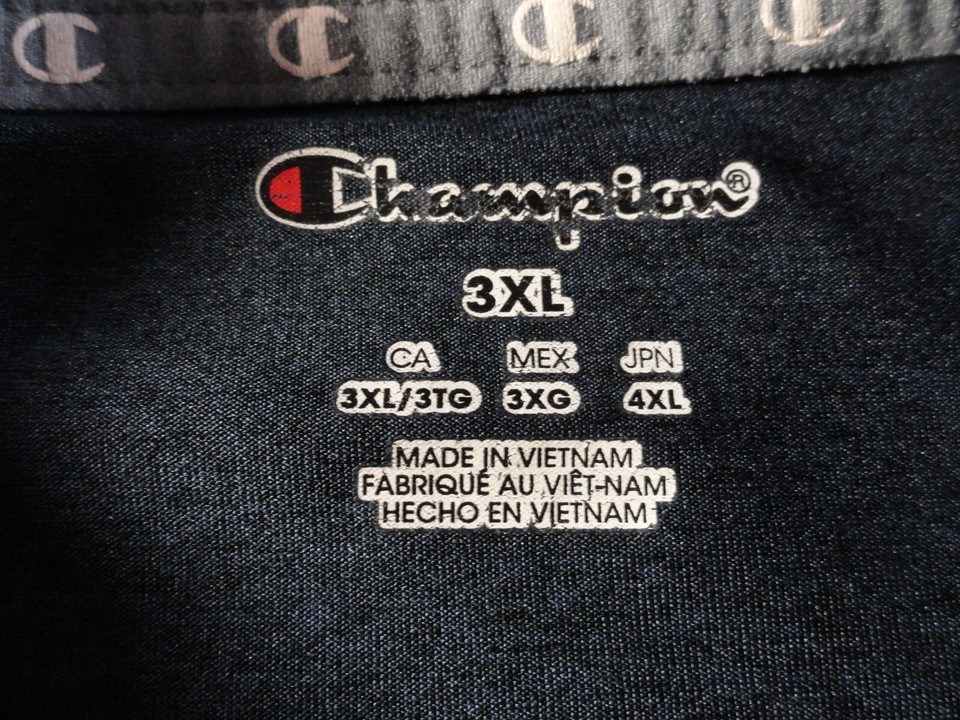 Champion®
3XL
CA MEX JPN
3XL/3TG 3XG 4XL
MADE IN VIETNAM
FABRIQUÉ AU VIÊT-NAM
HECHO EN VIETNAM